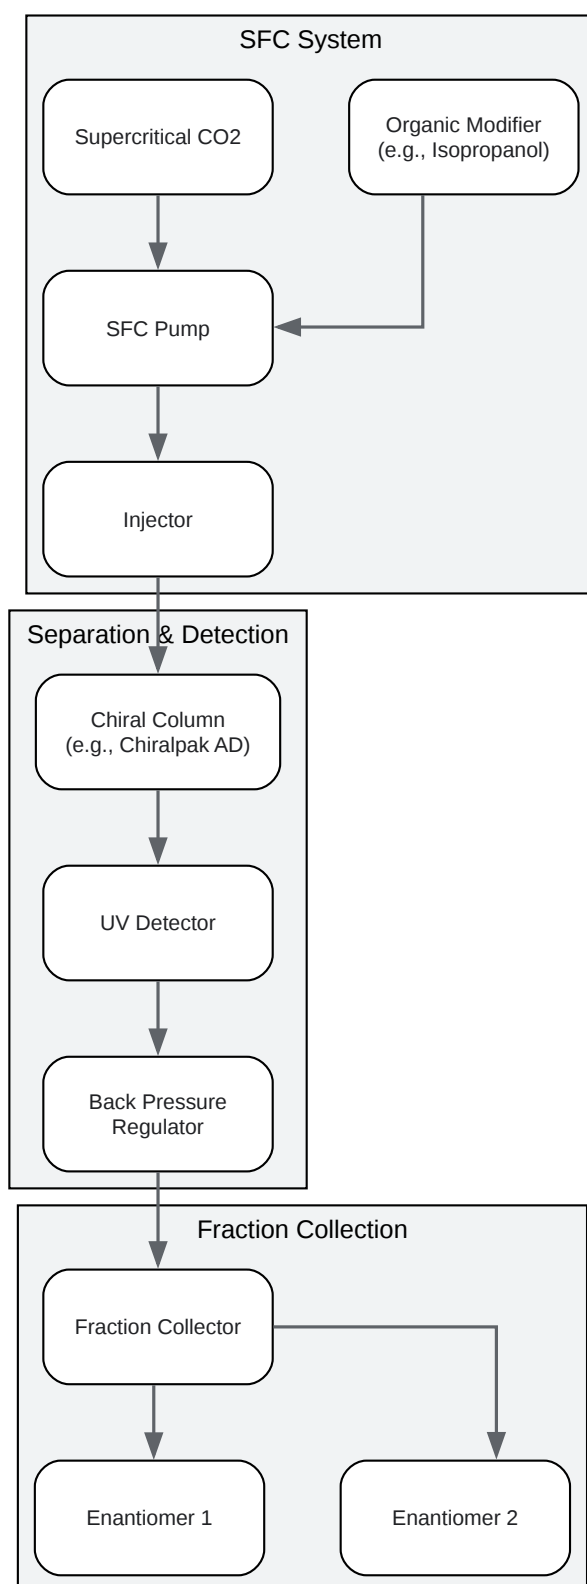 SFC System
Supercritical CO2
Organic Modifier
(e.g., Isopropanol)
SFC Pump
Injector
Separation & Detection
Chiral Column
(e.g., Chiralpak AD)
UV Detector
Back Pressure
Regulator
Fraction Collection
Fraction Collector
Enantiomer 1
Enantiomer 2